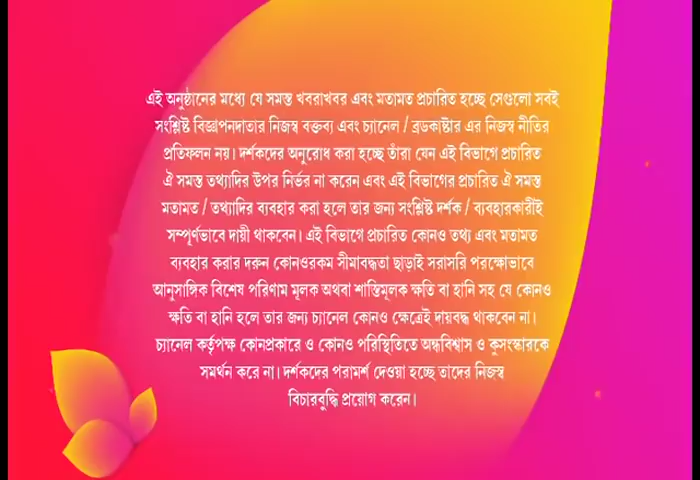 এই অনুষ্ঠানের মধ্যে যে সমস্ত খবরাখবর এবং মতামত প্রচারিত হচ্ছে সেগুলো সবই
সংশ্লিষ্ট বিজ্ঞাপনদাতার নিজস্ব বক্তব্য এবং চ্যানেল / ব্রডকাষ্টার এর নিজস্ব নীতির
প্রতিফলন নয়। দর্শকদের অনুরোধ করা হচ্ছে তাঁরা যেন এই বিভাগে প্রচারিত
ঐ সমস্ত তথ্যাদির উপর নির্ভর না করেন এবং এই বিভাগের প্রচারিত ঐ সমস্ত
মতামত / তথ্যাদির ব্যবহার করা হলে তার জন্য সংশ্লিষ্ট দর্শক / ব্যবহারকারীই
সম্পূর্ণভাবে দায়ী থাকবেন। এই বিভাগে প্রচারিত কোনও তথ্য এবং মতামত
ব্যবহার করার দরুন কোনওরকম সীমাবদ্ধতা ছাড়াই সরাসরি পরক্ষোভাবে
আনুসাঙ্গিক বিশেষ পরিণাম মূলক অথবা শাস্তিমূলক ক্ষতি বা হানি সহ যে কোনও
ক্ষতি বা হানি হলে তার জন্য চ্যানেল কোনও ক্ষেত্রেই দায়বদ্ধ থাকবেন না।
চ্যানেল কর্তৃপক্ষ কোনপ্রকারে ও কোনও পরিস্থিতিতে অন্ধবিশ্বাস ও কুসংস্কারকে
সমর্থন করে না। দর্শকদের পরামর্শ দেওয়া হচ্ছে তাদের নিজস্ব
বিচারবুদ্ধি প্রয়োগ করেন।